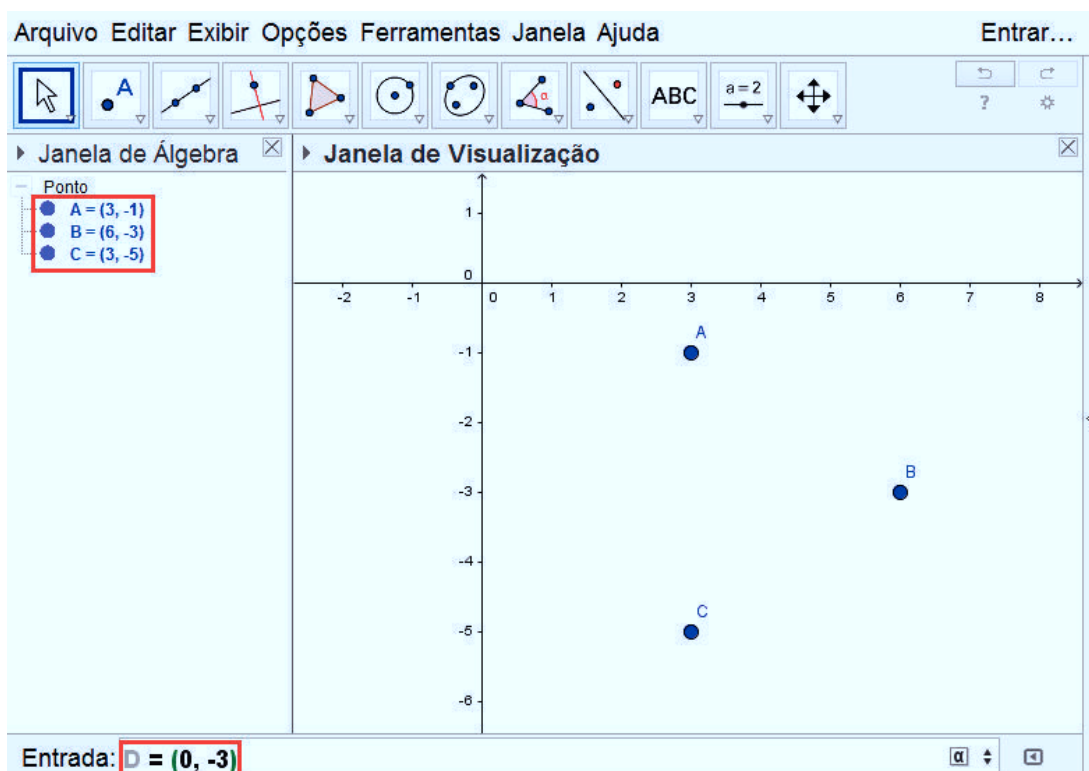 Arquivo Editar Exibir Opções Ferramentas Janela Ajuda Entrar...
A ABC a=2 ?
α
Janela de Álgebra Janela de Visualização
Ponto
A = (3, -1)
B = (6, -3)
C = (3, -5)
1
0
-2 -1 0 1 2 3 4 5 6 7 8
A
-1
-2
B
-3
-4
C
-5
-6
Entrada: D = (0, -3) α